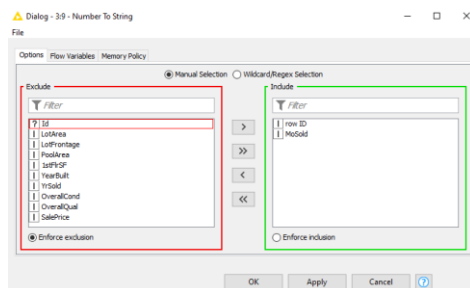 Dialog - 3:9 - Number To String
File
Options Flow Variables Memory Policy
Manual Selection Wildcard/Regex Selection
Exclude
Filter
? Id
I LotArea
I LotFrontage
I PoolArea
I 1stFlrSF
I YearBuilt
I YrSold
I OverallCond
I OverallQual
I SalePrice
Enforce exclusion
>
>>
<
<<
Include
Filter
I row ID
I MoSold
Enforce inclusion
OK Apply Cancel ?